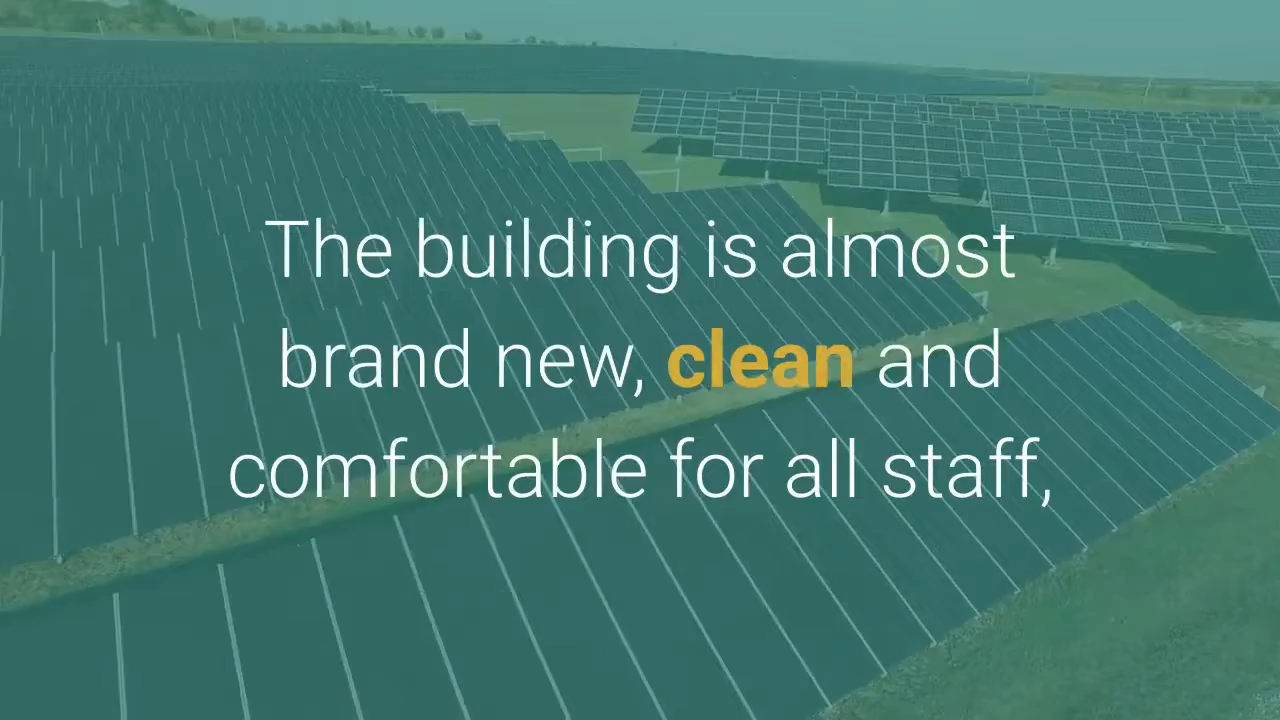 The building is almost
brand new, clean and
comfortable for all staff,